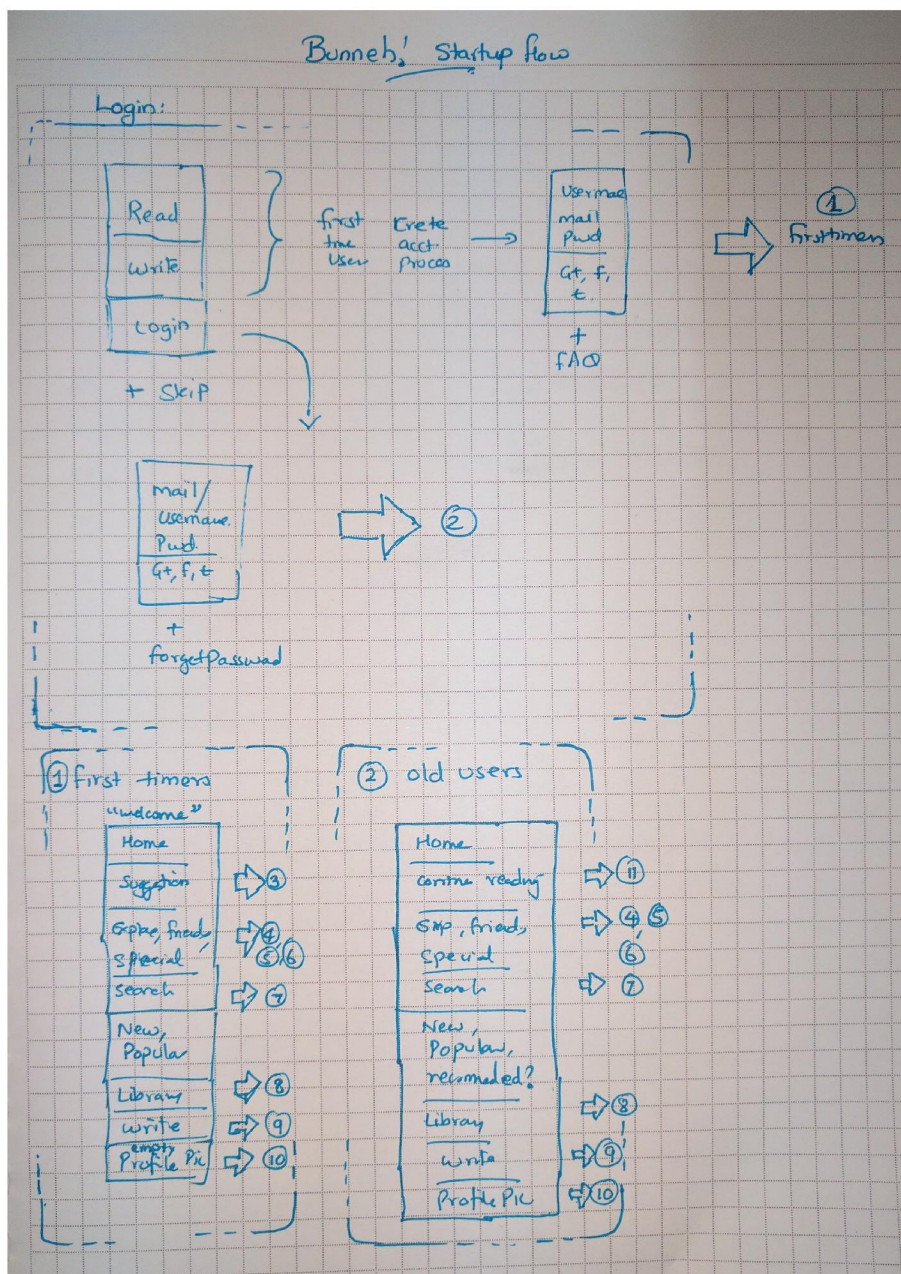 Bunneh! Startup flow
Login:
Read
Write
Login
+ Skip
first
time
User
Crete
acct.
Proces
Usermae
mail
Pwd
G+, f,
t
+
FAQ
1
firsttimers
mail/
Username
Pwd
G+, f, t
+
forgetPassward
2
1 first timers
"welcome"
Home
Suggestion
3
Explre, friends,
Special
4
5, 6
Search
7
New,
Popular
Library
8
Write
9
empty
Profile Pic
10
2 old users
Home
contine reading
11
Exp, friends,
Special
4, 5
6
Search
7
New,
Popular,
recommeded?
Library
8
Write
9
Profile Pic
10